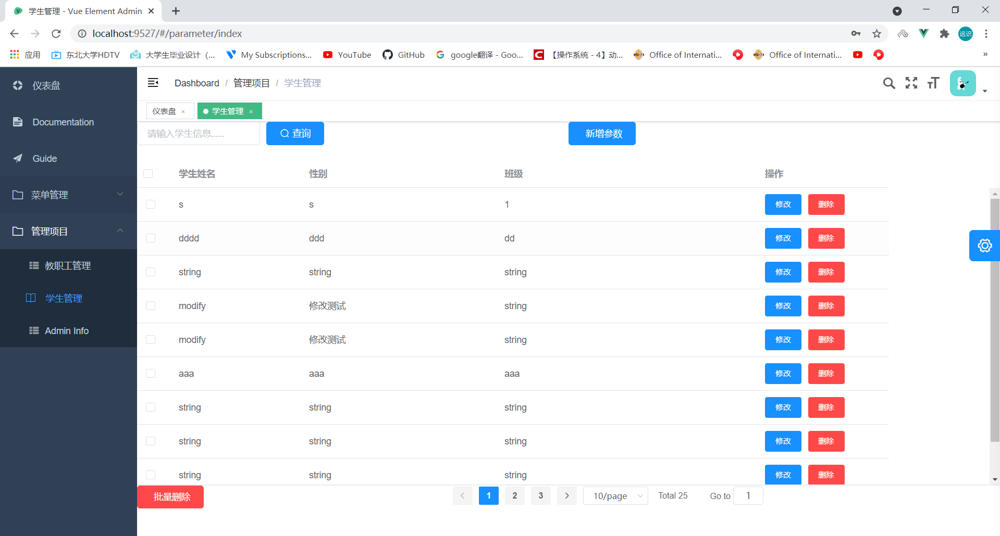 学生管理 - Vue Element Admin
localhost:9527/#/parameter/index
远识
应用 东北大学HDTV 大学生毕业设计（... My Subscriptions... YouTube GitHub google翻译 - Goo... 【操作系统 - 4】动... Office of Internati... Office of Internati... »
仪表盘
Documentation
Guide
菜单管理
管理项目
教职工管理
学生管理
Admin Info
Dashboard / 管理项目 / 学生管理
仪表盘 × 学生管理 ×
请输入学生信息...... 查询 新增参数
学生姓名 性别 班级 操作
s s 1 修改 删除
dddd ddd dd 修改 删除
string string string 修改 删除
modify 修改测试 string 修改 删除
modify 修改测试 string 修改 删除
aaa aaa aaa 修改 删除
string string string 修改 删除
string string string 修改 删除
string string string 修改 删除
批量删除 1 2 3 10/page Total 25 Go to 1